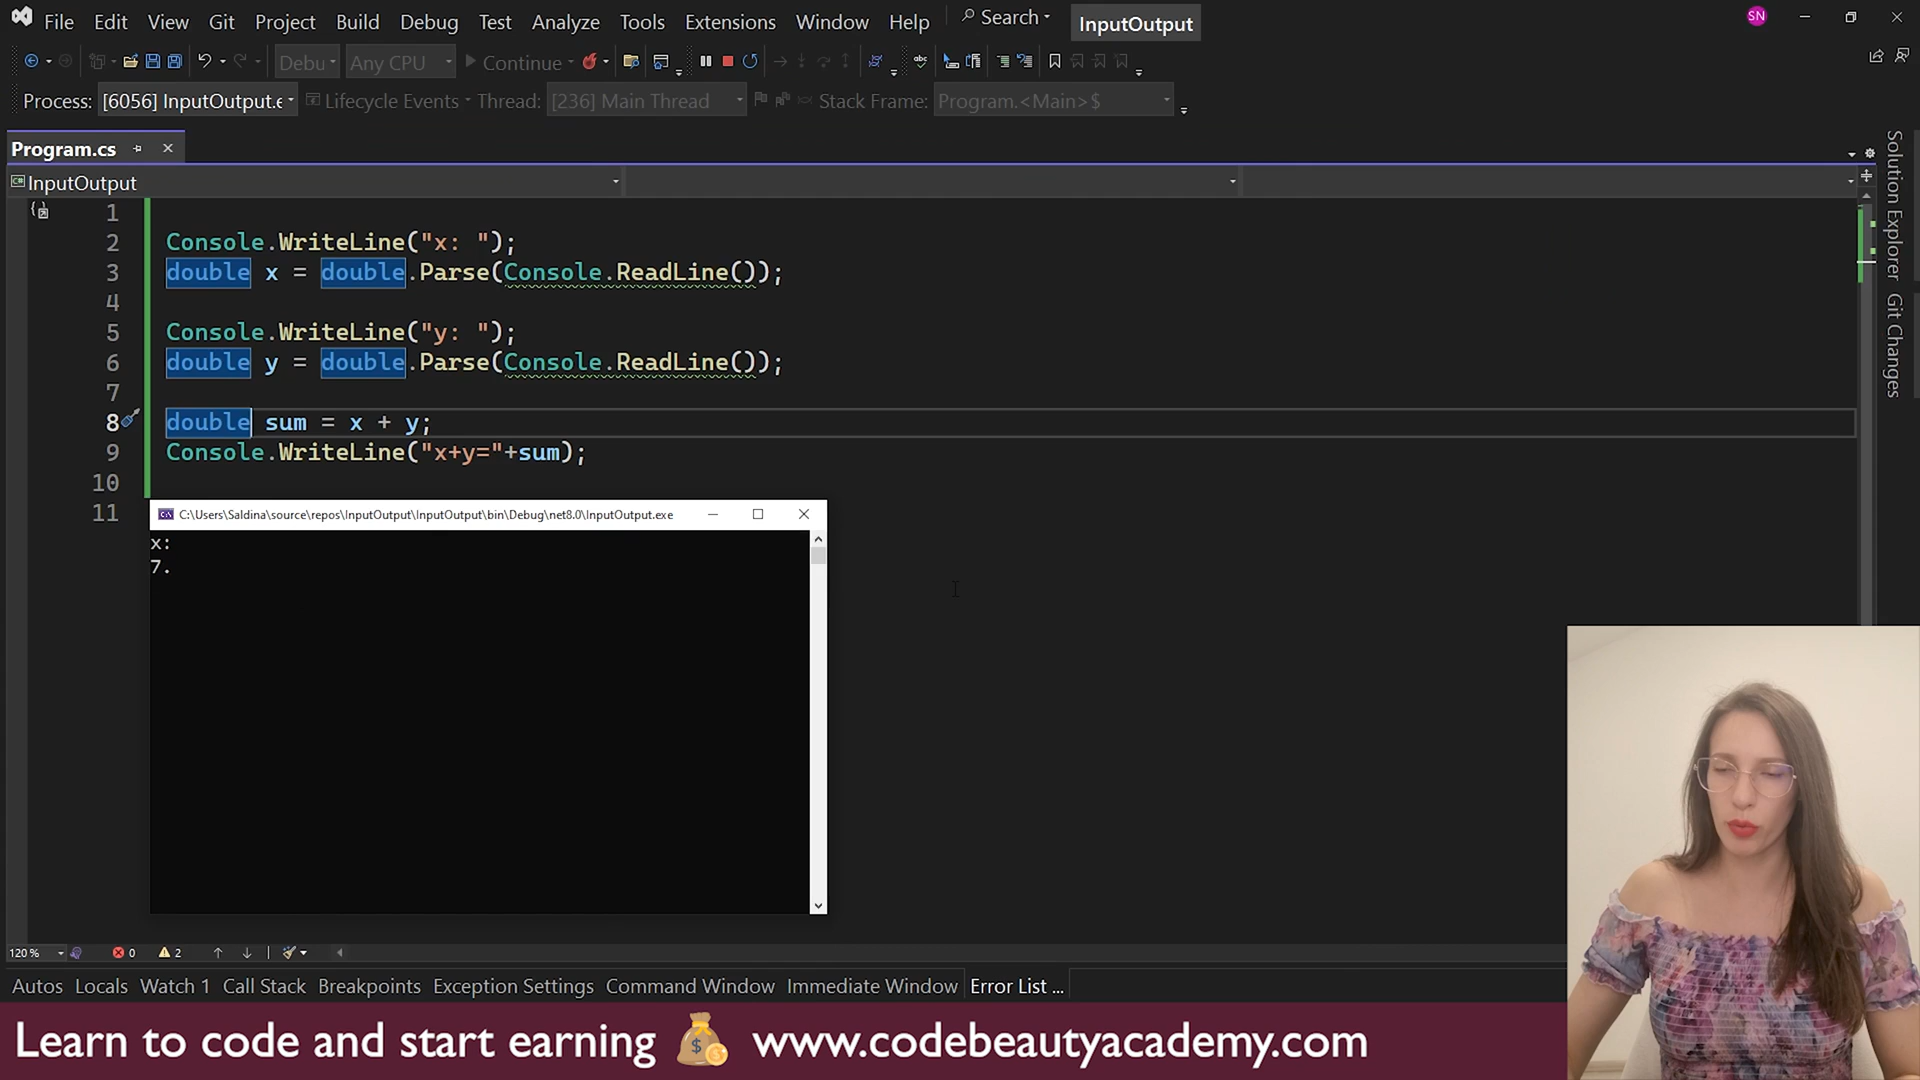 File Edit View Git Project Build Debug Test Analyze Tools Extensions Window Help Search InputOutput SN
Debu Any CPU Continue
Process: [6056] InputOutput.e Lifecycle Events Thread: [236] Main Thread Stack Frame: Program.<Main>$
Program.cs
InputOutput
1
2 Console.WriteLine("x: ");
3 double x = double.Parse(Console.ReadLine());
4
5 Console.WriteLine("y: ");
6 double y = double.Parse(Console.ReadLine());
7
8 double sum = x + y;
9 Console.WriteLine("x+y="+sum);
10
11
C:\Users\Saldina\source\repos\InputOutput\InputOutput\bin\Debug\net8.0\InputOutput.exe
x:
7.
Solution Explorer
Git Changes
120 % 0 2
Autos Locals Watch 1 Call Stack Breakpoints Exception Settings Command Window Immediate Window Error List ...
Learn to code and start earning www.codebeautyacademy.com